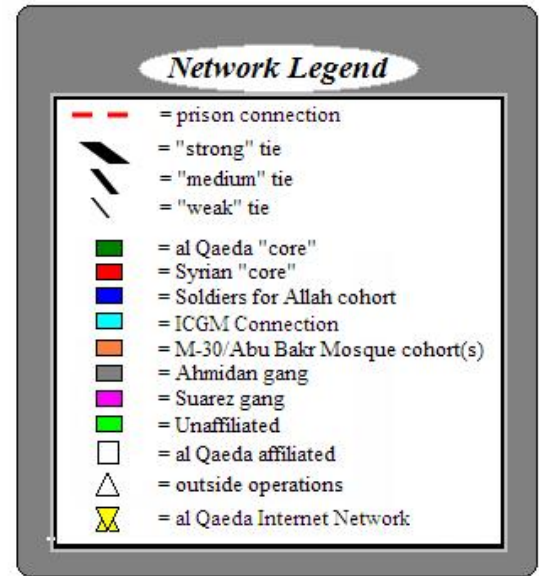 Network Legend
= prison connection
= "strong" tie
= "medium" tie
= "weak" tie
= al Qaeda "core"
= Syrian "core"
= Soldiers for Allah cohort
= ICGM Connection
= M-30/Abu Bakr Mosque cohort(s)
= Ahmidan gang
= Suarez gang
= Unaffiliated
= al Qaeda affiliated
= outside operations
= al Qaeda Internet Network